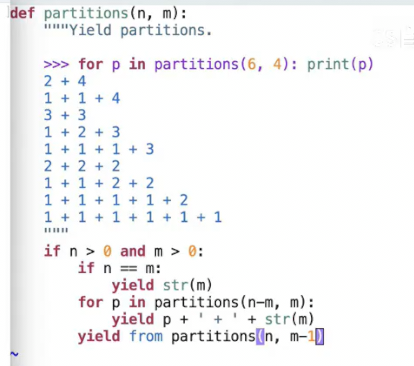 def partitions(n, m):
    """Yield partitions.

    >>> for p in partitions(6, 4): print(p)
    2 + 4
    1 + 1 + 4
    3 + 3
    1 + 2 + 3
    1 + 1 + 1 + 3
    2 + 2 + 2
    1 + 1 + 2 + 2
    1 + 1 + 1 + 1 + 2
    1 + 1 + 1 + 1 + 1 + 1
    """
    if n > 0 and m > 0:
        if n == m:
            yield str(m)
        for p in partitions(n-m, m):
            yield p + ' + ' + str(m)
        yield from partitions(n, m-1)
~